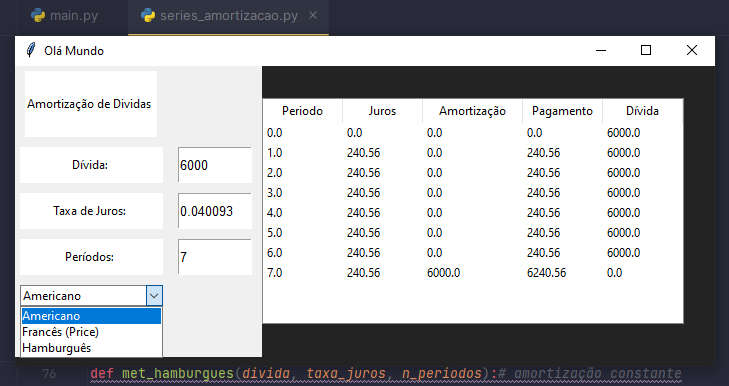 main.py series_amortizacao.py ×
Olá Mundo
Amortização de Dividas
Dívida: 6000
Taxa de Juros: 0.040093
Períodos: 7
Americano
Americano
Francês (Price)
Hamburguês
Periodo Juros Amortização Pagamento Dívida
0.0 0.0 0.0 0.0 6000.0
1.0 240.56 0.0 240.56 6000.0
2.0 240.56 0.0 240.56 6000.0
3.0 240.56 0.0 240.56 6000.0
4.0 240.56 0.0 240.56 6000.0
5.0 240.56 0.0 240.56 6000.0
6.0 240.56 0.0 240.56 6000.0
7.0 240.56 6000.0 6240.56 0.0
76 def met_hamburgues(divida, taxa_juros, n_periodos):# amortização constante